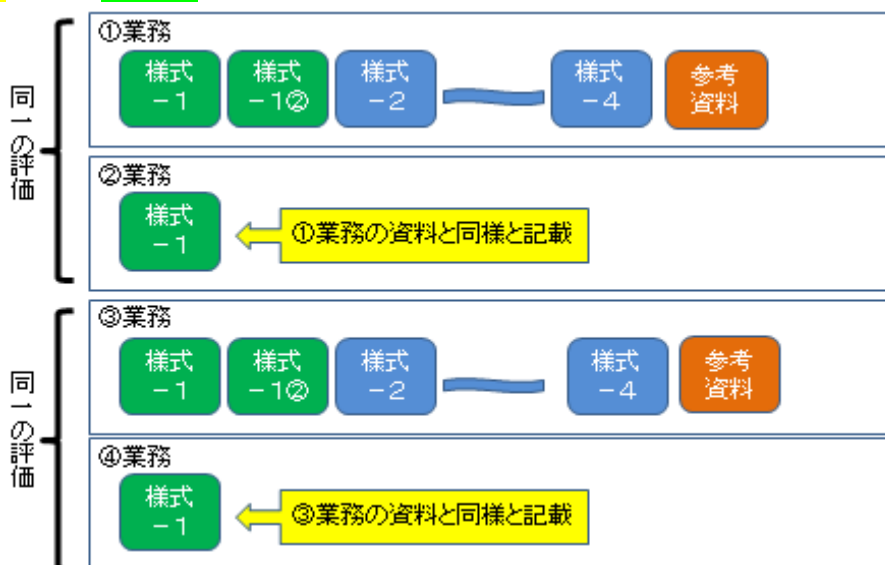 同一の評価
①業務
様式
－1
様式
－1②
様式
－2
様式
－4
参考
資料
②業務
様式
－1
①業務の資料と同様と記載
同一の評価
③業務
様式
－1
様式
－1②
様式
－2
様式
－4
参考
資料
④業務
様式
－1
③業務の資料と同様と記載